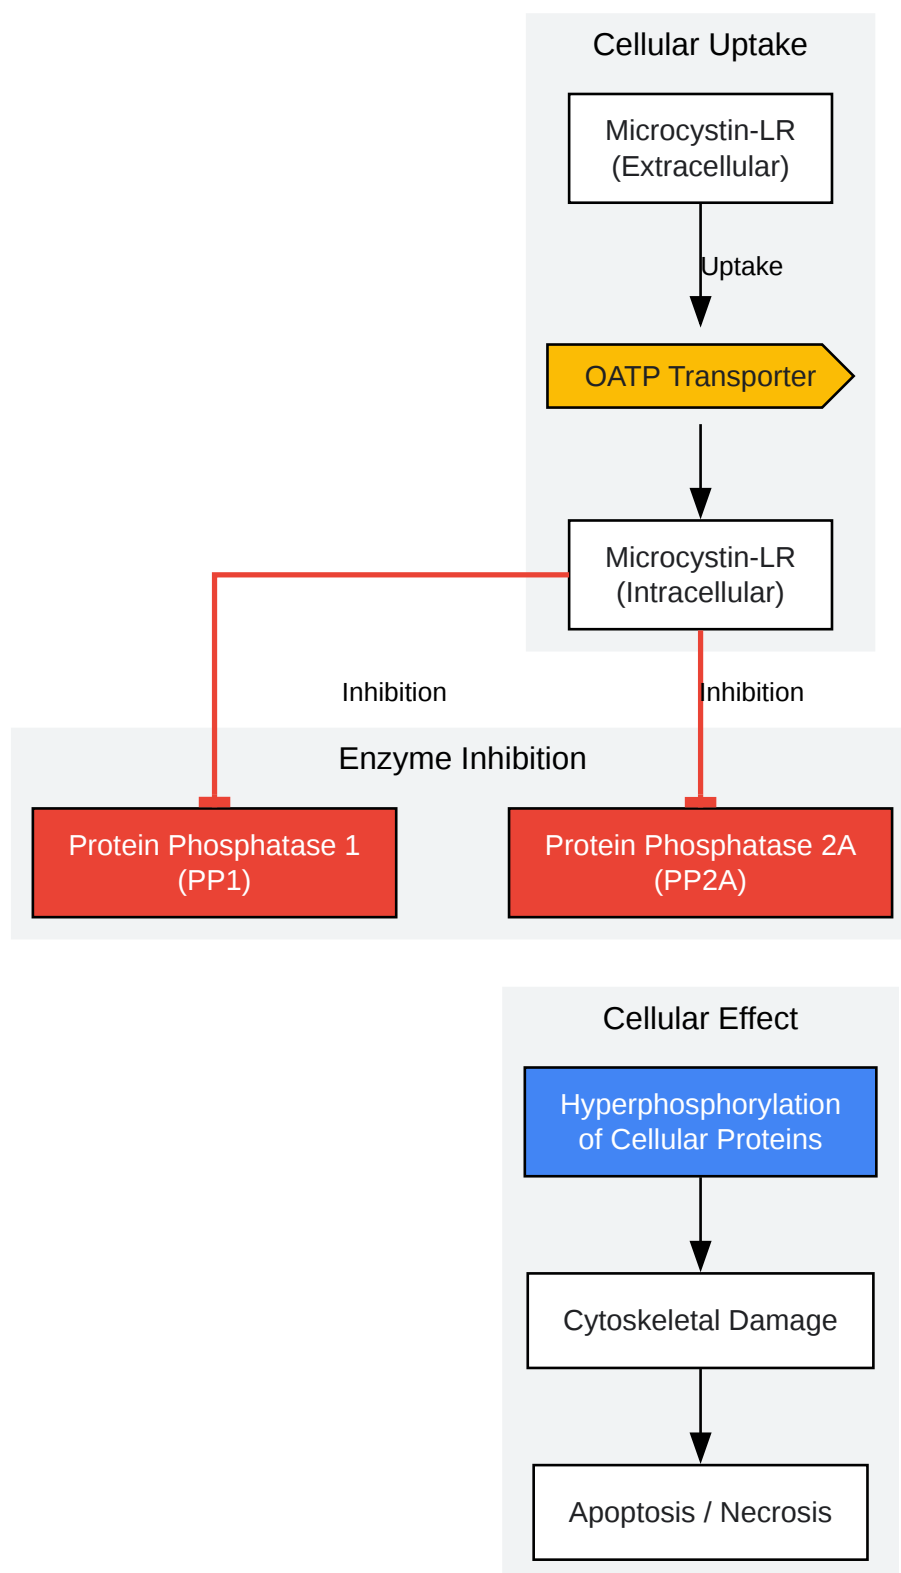 Cellular Uptake
Microcystin-LR
(Extracellular)
Uptake
OATP Transporter
Microcystin-LR
(Intracellular)
Inhibition
Inhibition
Enzyme Inhibition
Protein Phosphatase 1
(PP1)
Protein Phosphatase 2A
(PP2A)
Cellular Effect
Hyperphosphorylation
of Cellular Proteins
Cytoskeletal Damage
Apoptosis / Necrosis